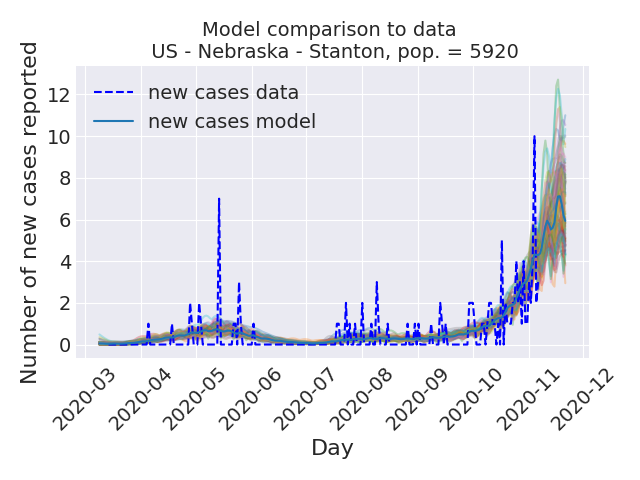 Model comparison to data
US - Nebraska - Stanton, pop. = 5920
Number of new cases reported
12
10
8
6
4
2
0
new cases data
new cases model
2020-03
2020-04
2020-05
2020-06
2020-07
2020-08
2020-09
2020-10
2020-11
2020-12
Day